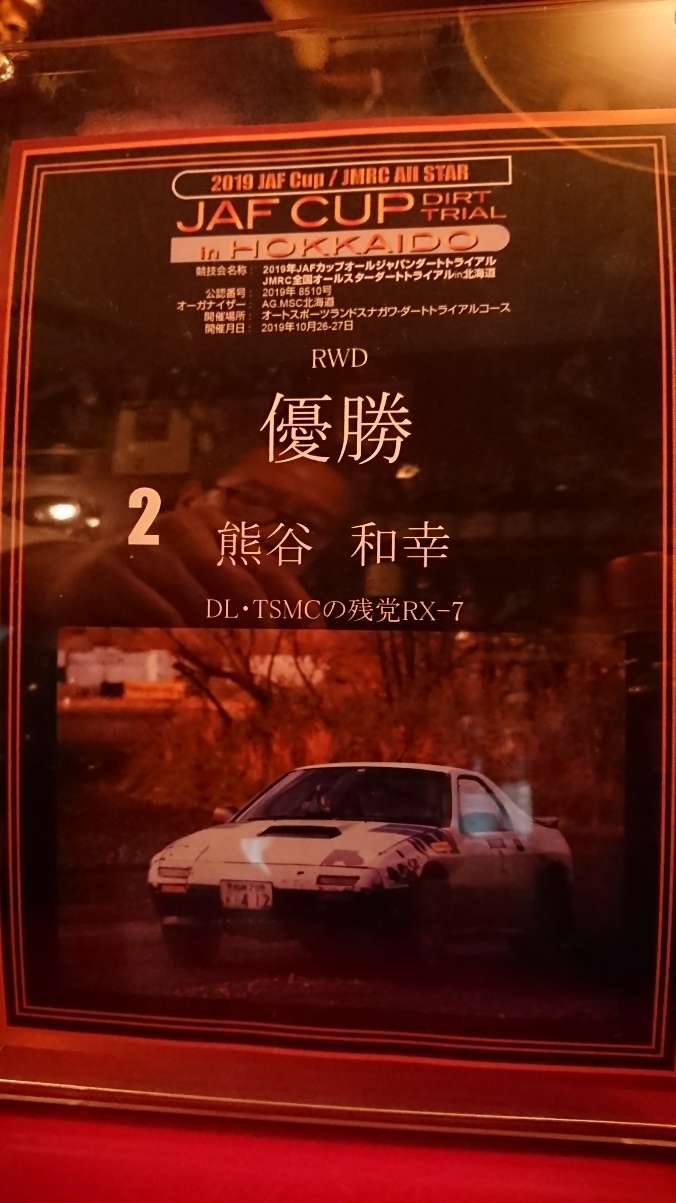 2019 JAF Cup / JMRC All STAR
JAF CUP DIRT TRIAL
in HOKKAIDO
競技会名称： 2019年JAFカップオールジャパンダートトライアル
JMRC全国オールスターダートトライアルin北海道
公認番号： 2019年 8510号
オーガナイザー： AG.MSC北海道
開催場所： オートスポーツランドスナガワ・ダートトライアルコース
開催月日： 2019年10月26-27日
RWD
優勝
2 熊谷 和幸
DL・TSMCの残党RX-7
412